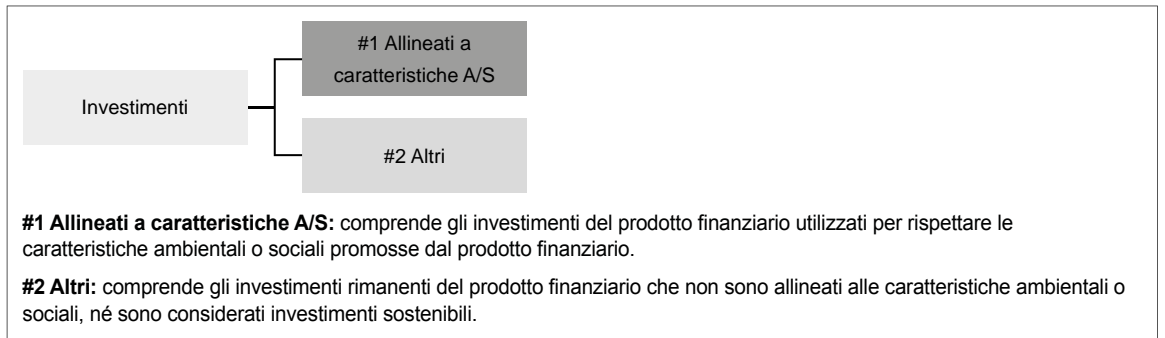 #1 Allineati a
caratteristiche A/S
Investimenti
#2 Altri
#1 Allineati a caratteristiche A/S: comprende gli investimenti del prodotto finanziario utilizzati per rispettare le
caratteristiche ambientali o sociali promosse dal prodotto finanziario.
#2 Altri: comprende gli investimenti rimanenti del prodotto finanziario che non sono allineati alle caratteristiche ambientali o
sociali, né sono considerati investimenti sostenibili.